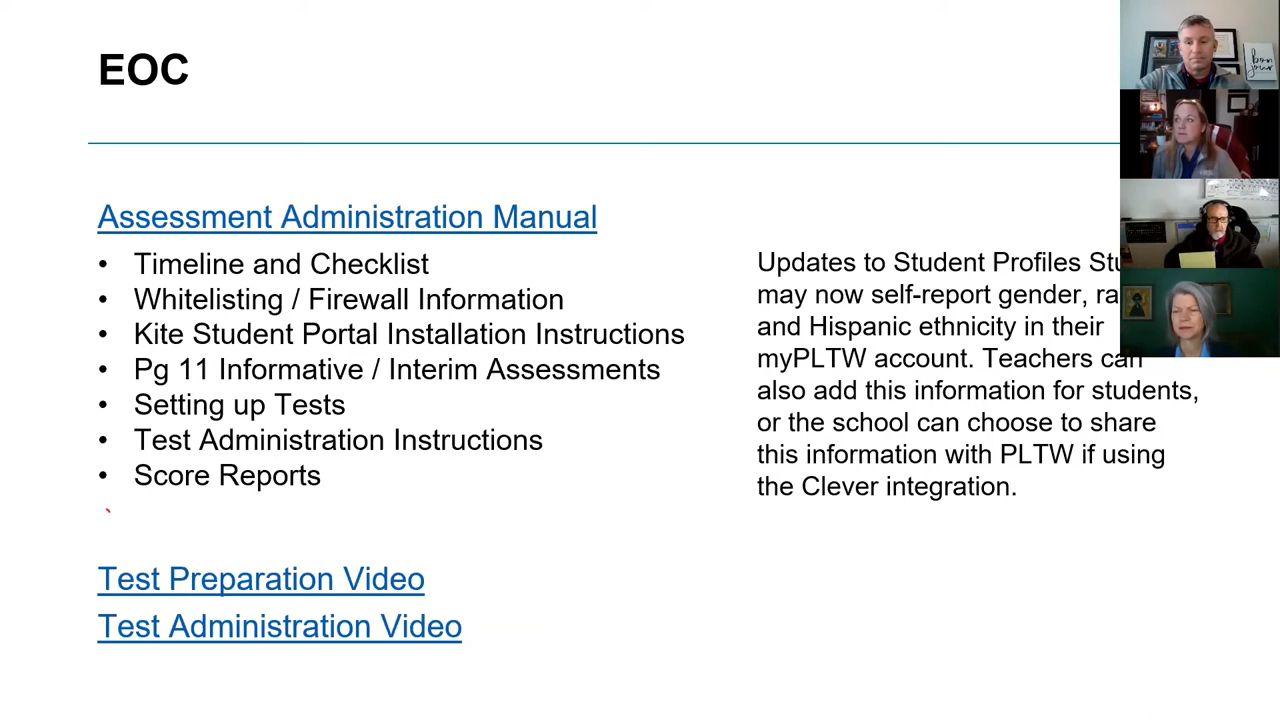 EOC
Assessment Administration Manual
• Timeline and Checklist
• Whitelisting / Firewall Information
• Kite Student Portal Installation Instructions
• Pg 11 Informative / Interim Assessments
• Setting up Tests
• Test Administration Instructions
• Score Reports
Test Preparation Video
Test Administration Video
Updates to Student Profiles
may now self-report gender,
and Hispanic ethnicity in their
myPLTW account. Teachers can
also add this information for students,
or the school can choose to share
this information with PLTW if using
the Clever integration.
bon
jour